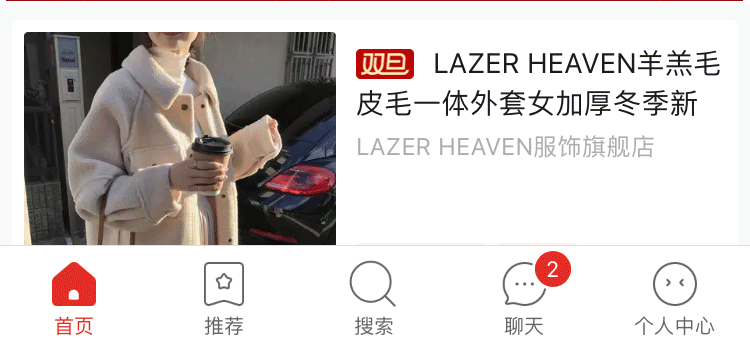 双旦 LAZER HEAVEN羊羔毛
皮毛一体外套女加厚冬季新
LAZER HEAVEN服饰旗舰店
2
首页
推荐
搜索
聊天
个人中心